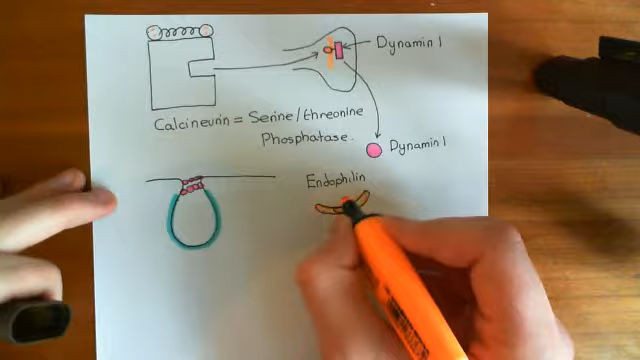 Dynamin 1
Calcineurin = Serine/threonine
Phosphatase.
Dynamin 1
Endophilin